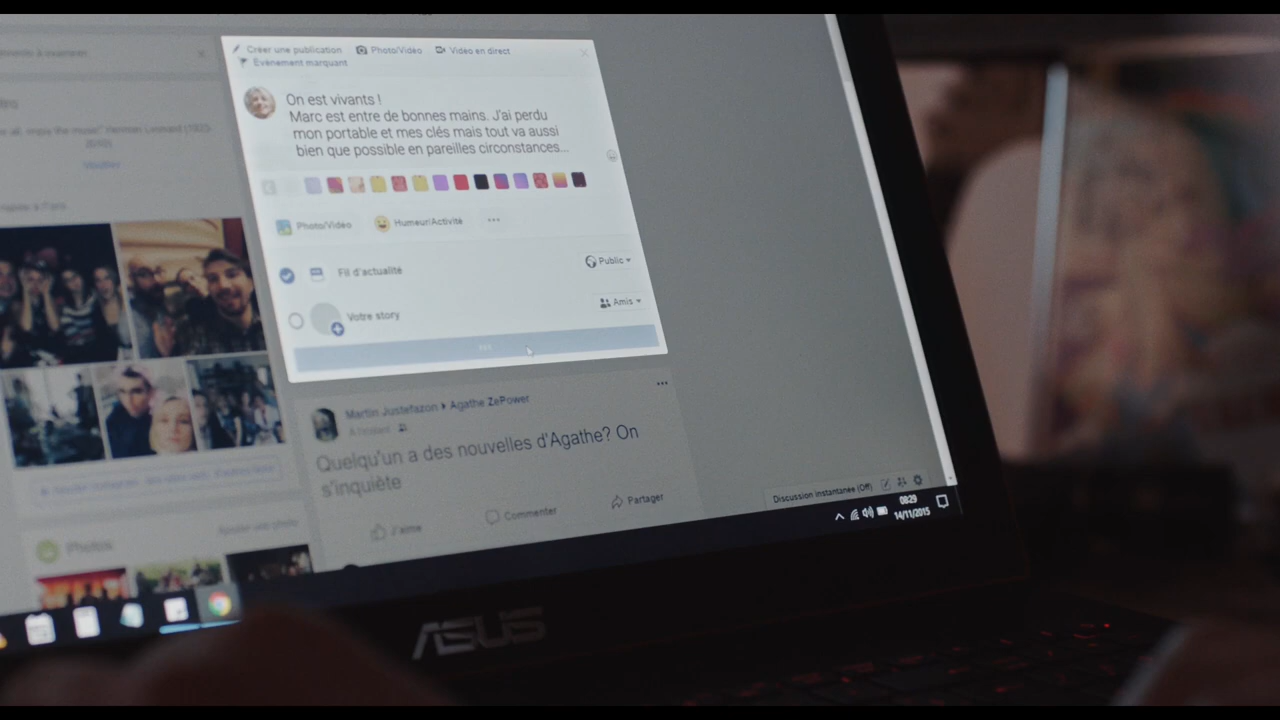 Créer une publication
Photo/Vidéo
Vidéo en direct
Évènement marquant
On est vivants !
Marc est entre de bonnes mains. J'ai perdu
mon portable et mes clés mais tout va aussi
bien que possible en pareilles circonstances...
Photo/Vidéo
Humeur/Activité
Fil d'actualité
Public
Votre story
Amis
Martin Justefazon
Agathe ZePower
À l'instant
Quelqu'un a des nouvelles d'Agathe? On
s'inquiète
J'aime
Commenter
Partager
Photos
Discussion instantanée (Off)
08:29
14/11/2015
ASUS